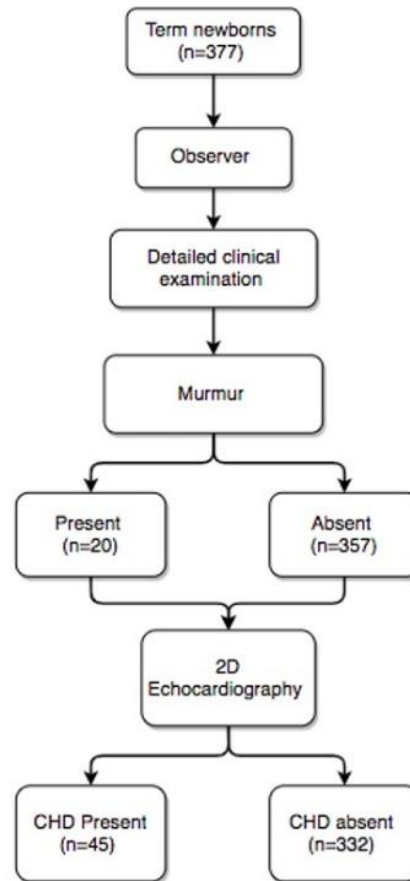 Term newborns
(n=377)
Observer
Detailed clinical
examination
Murmur
Present
(n=20)
Absent
(n=357)
2D
Echocardiography
CHD Present
(n=45)
CHD absent
(n=332)